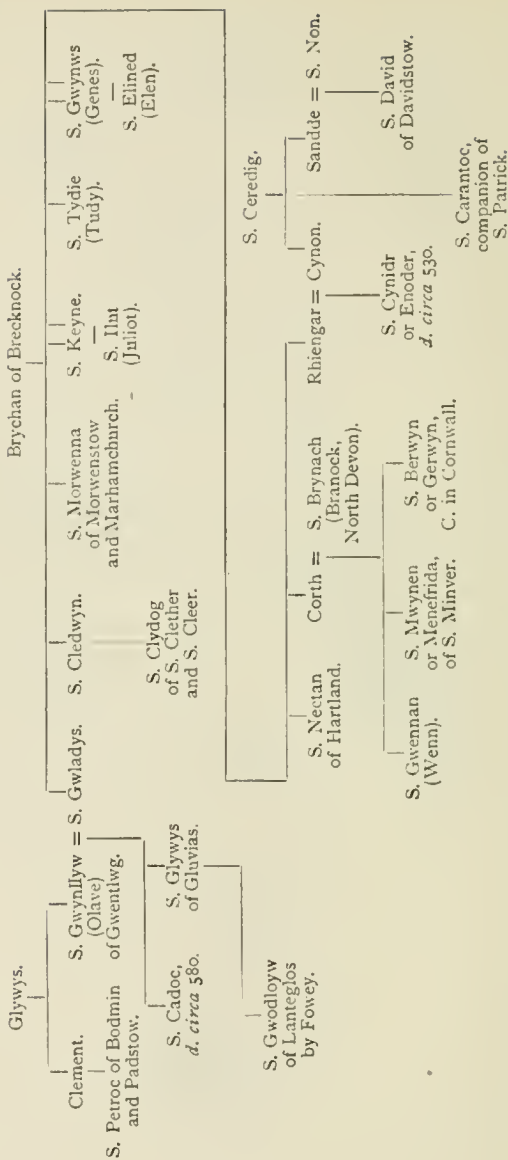 Brychan of Brecknock.
Glywys.
Clement.
S. Gwynllyw = S. Gwladys.
(Olave)
of Gwentlwg.
S. Cledwyn.
S. Morwenna
of Morwenstow
and Marhamchurch.
S. Keyne.
S. Ilut
(Juliot).
S. Tydie
(Tudy).
S. Gwynws
(Genes).
S. Elined
(Elen).
S. Petroc of Bodmin
and Padstow.
S. Clydog
of S. Clether
and S. Cleer.
S. Cadoc,
d. circa 580.
S. Glywys
of Gluvias.
S. Gwodloyw
of Lanteglos
by Fowey.
S. Ceredig.
S. Nectan
of Hartland.
Corth = S. Brynach
(Branock,
North Devon).
Rhiengar = Cynon.
Sandde = S. Non.
S. Gwennan
(Wenn).
S. Mwynen
or Menefrida,
of S. Minver.
S. Berwyn
or Gerwyn,
C. in Cornwall.
S. Cynidr
or Enoder,
d. circa 530.
S. David
of Davidstow.
S. Carantoc,
companion of
S. Patrick.